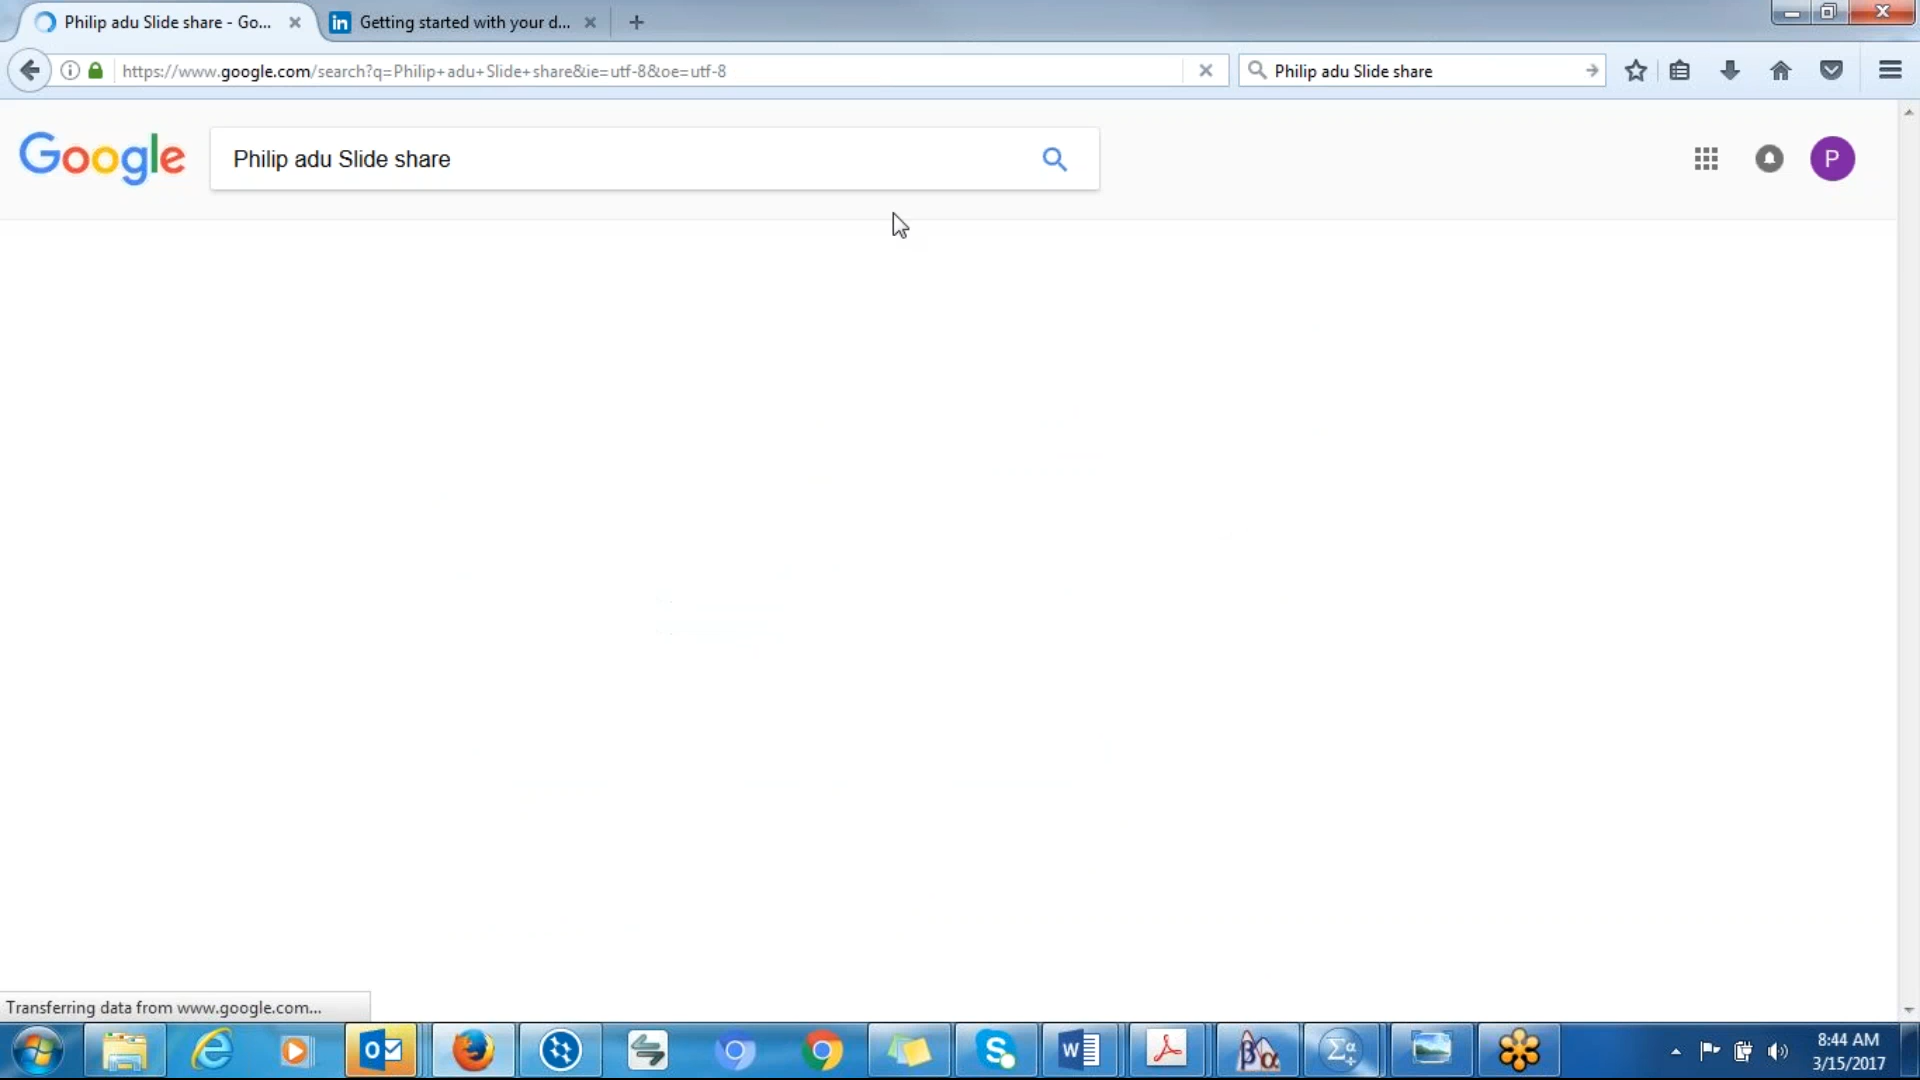 Philip adu Slide share - Go...
in Getting started with your d...
https://www.google.com/search?q=Philip+adu+Slide+share&ie=utf-8&oe=utf-8
Philip adu Slide share
Google
Philip adu Slide share
P
Transferring data from www.google.com...
8:44 AM
3/15/2017